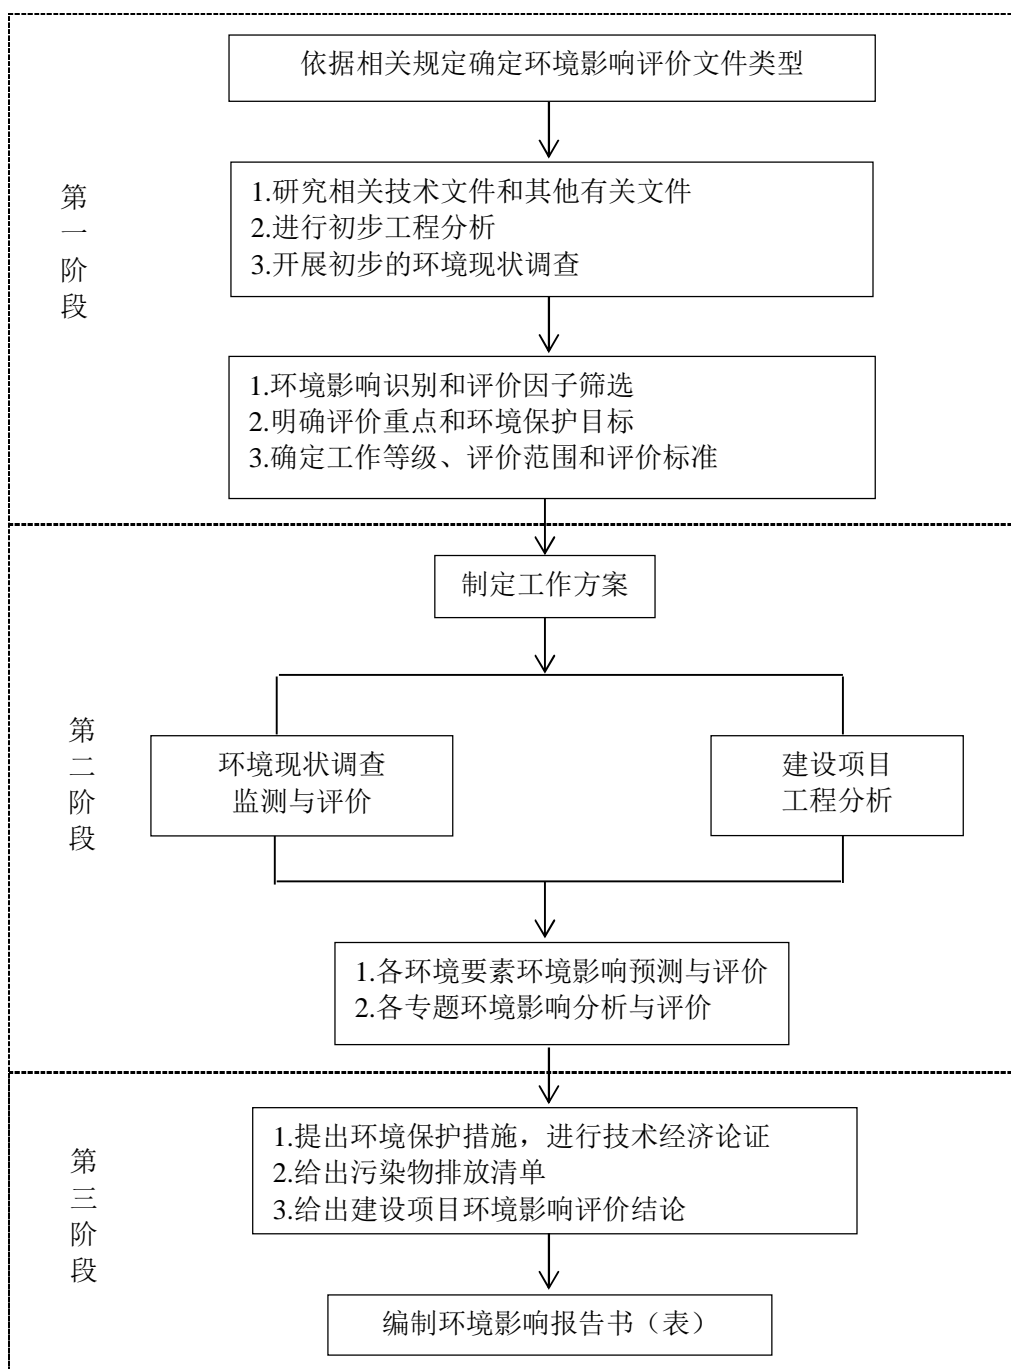 依据相关规定确定环境影响评价文件类型
第一阶段
1.研究相关技术文件和其他有关文件
2.进行初步工程分析
3.开展初步的环境现状调查
1.环境影响识别和评价因子筛选
2.明确评价重点和环境保护目标
3.确定工作等级、评价范围和评价标准
制定工作方案
第二阶段
环境现状调查
监测与评价
建设项目
工程分析
1.各环境要素环境影响预测与评价
2.各专题环境影响分析与评价
第三阶段
1.提出环境保护措施，进行技术经济论证
2.给出污染物排放清单
3.给出建设项目环境影响评价结论
编制环境影响报告书（表）